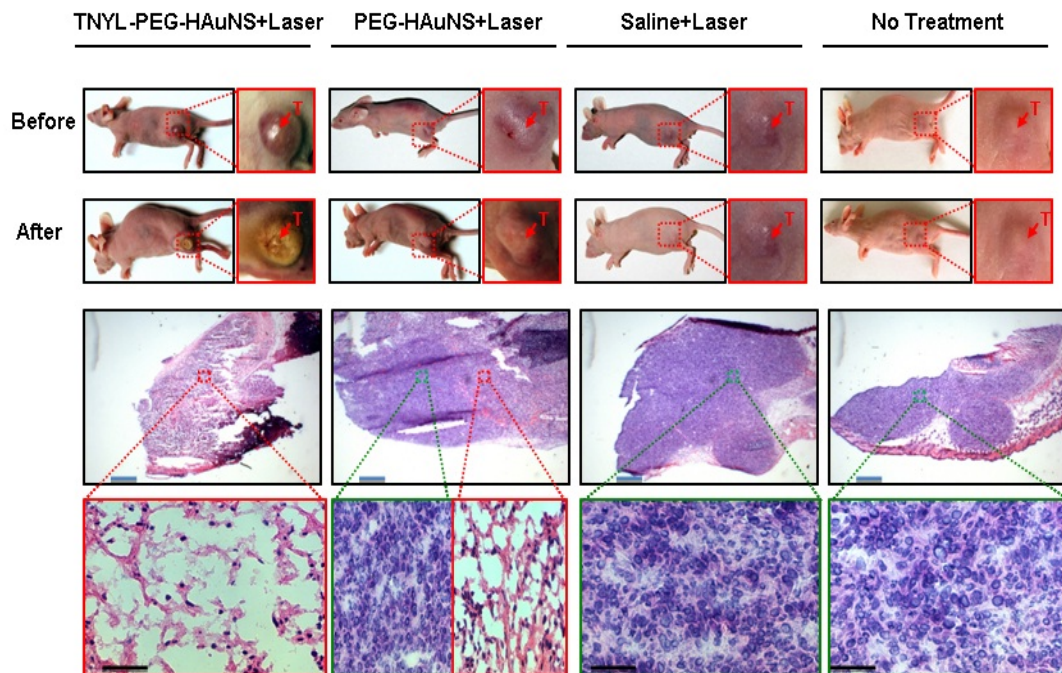 TNYL-PEG-HAuNS+Laser PEG-HAuNS+Laser Saline+Laser No Treatment
Before
T T T T
After
T T T T